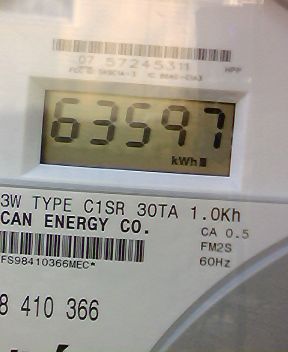 07 57245311
HPP
63597
kWh
3W TYPE C1SR 30TA 1.0Kh
CAN ENERGY CO.
CA 0.5
FM2S
FS98410366MEC*
60Hz
8 410 366